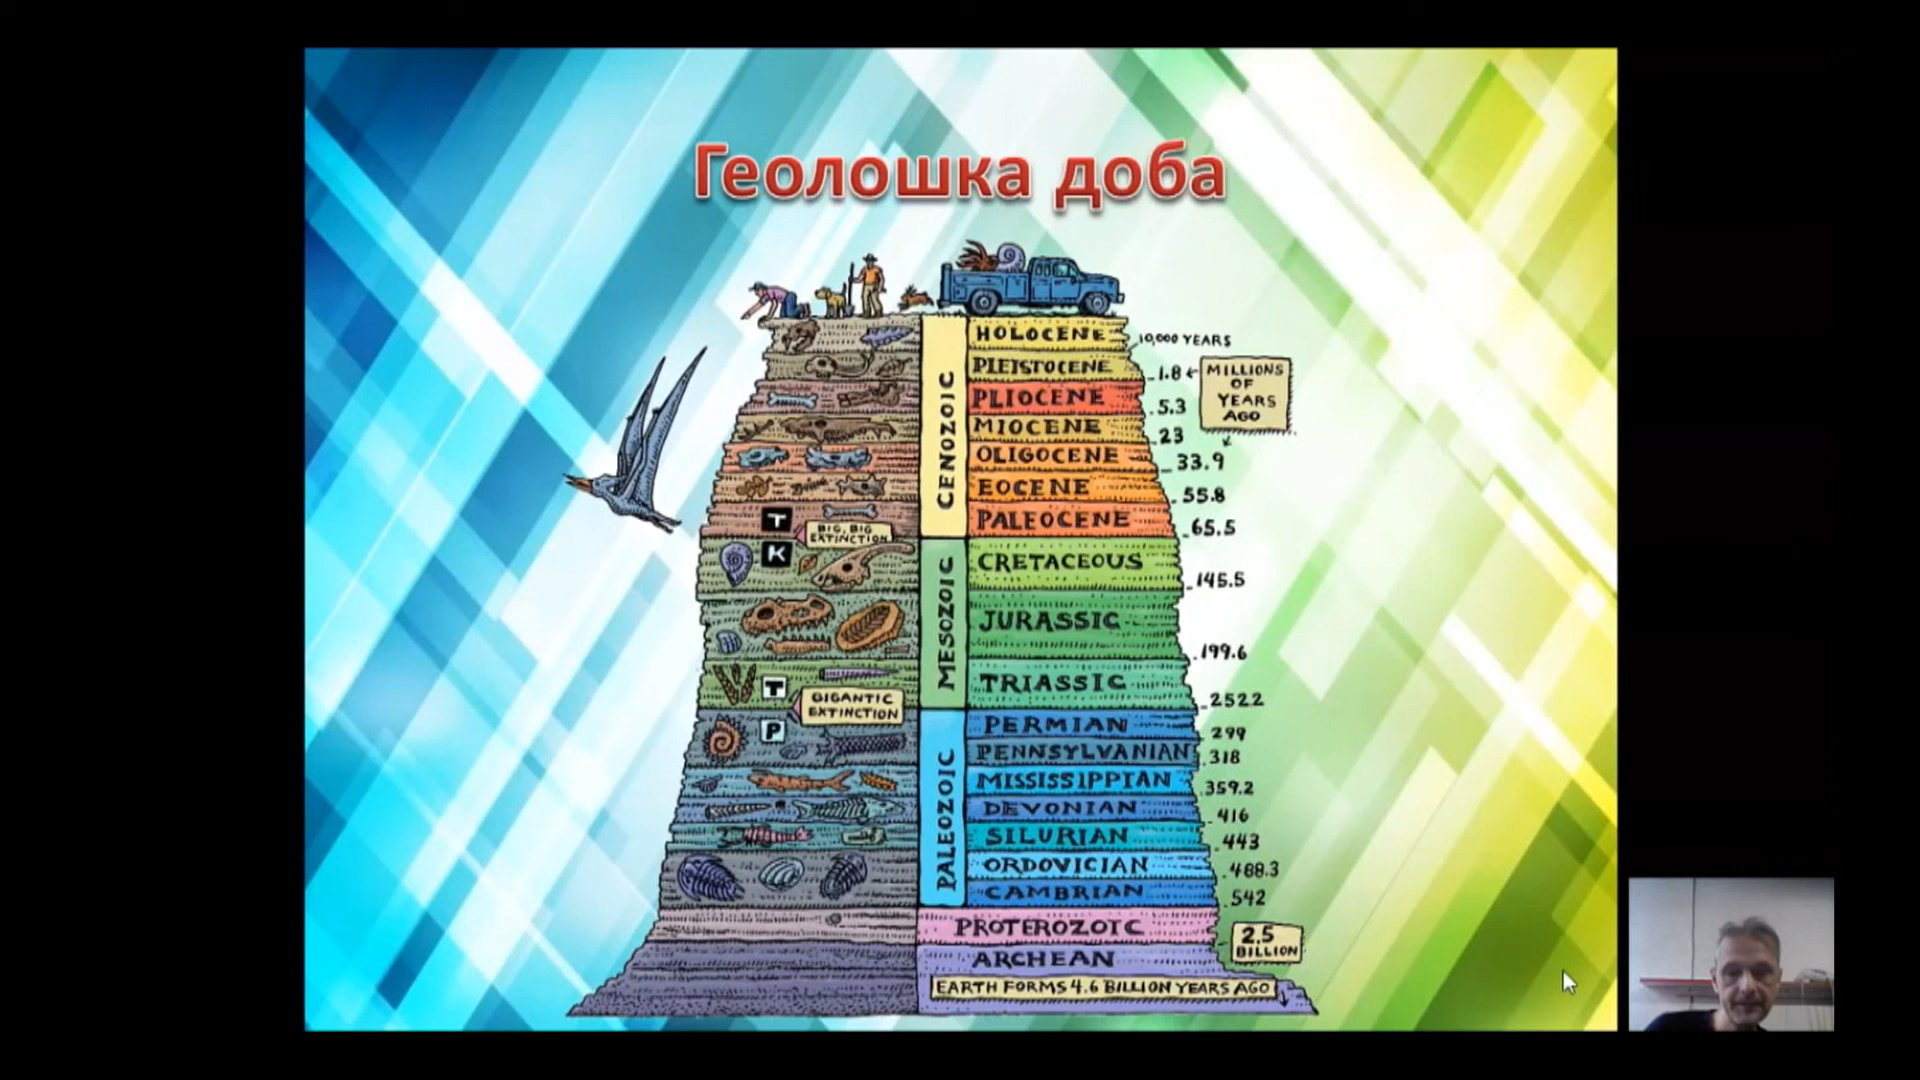 Геолошка доба
HOLOCENE
10,000 YEARS
PLEISTOCENE
1.8
MILLIONS
OF
YEARS
AGO
PLIOCENE
5.3
MIOCENE
23
OLIGOCENE
33.9
EOCENE
55.8
PALEOCENE
65.5
CENOZOIC
T
BIG, BIG
EXTINCTION
K
CRETACEOUS
145.5
JURASSIC
199.6
TRIASSIC
2522
MESOZOIC
T
GIGANTIC
EXTINCTION
P
PERMIAN
299
PENNSYLVANIAN
318
MISSISSIPPIAN
359.2
DEVONIAN
416
SILURIAN
443
ORDOVICIAN
488.3
CAMBRIAN
542
PALEOZOIC
PROTEROZOIC
2.5
BILLION
ARCHEAN
EARTH FORMS 4.6 BILLION YEARS AGO